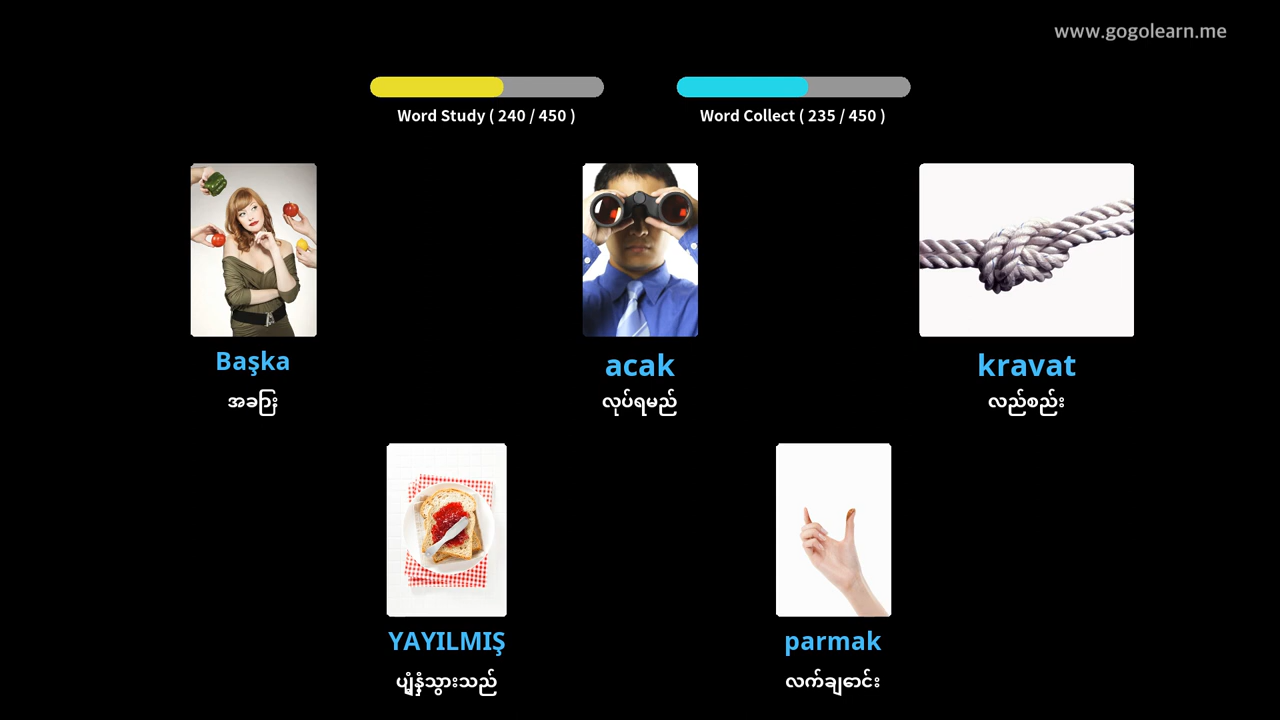 www.gogolearn.me
Word Study ( 240 / 450 )
Word Collect ( 235 / 450 )
Başka
acak
kravat
အခြား
လုပ်ရမည်
လည်စည်း
YAYILMIŞ
parmak
ပျံ့နှံ့သွားသည်
လက်ချောင်း